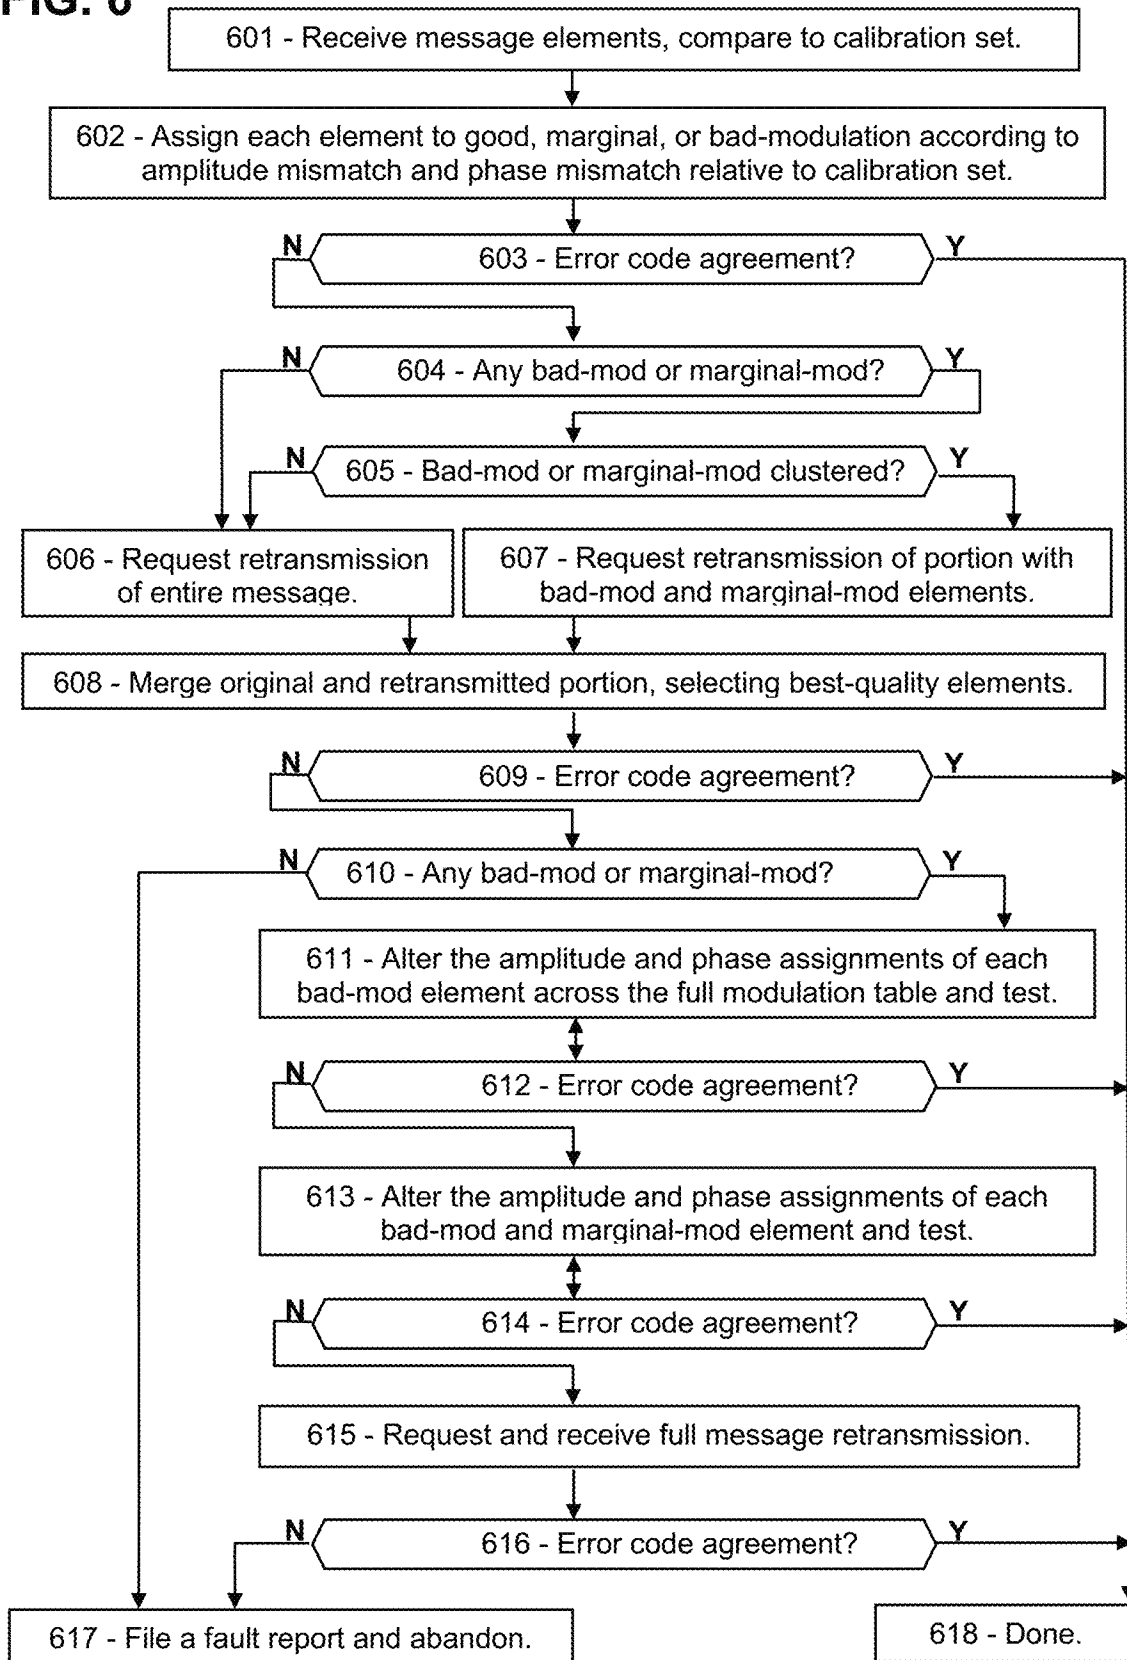 FIG. 6
601 - Receive message elements, compare to calibration set.
602 - Assign each element to good, marginal, or bad-modulation according to
amplitude mismatch and phase mismatch relative to calibration set.
N
603 - Error code agreement?
Y
N
604 - Any bad-mod or marginal-mod?
Y
N
605 - Bad-mod or marginal-mod clustered?
Y
606 - Request retransmission
of entire message.
607 - Request retransmission of portion with
bad-mod and marginal-mod elements.
608 - Merge original and retransmitted portion, selecting best-quality elements.
N
609 - Error code agreement?
Y
N
610 - Any bad-mod or marginal-mod?
Y
611 - Alter the amplitude and phase assignments of each
bad-mod element across the full modulation table and test.
N
612 - Error code agreement?
Y
613 - Alter the amplitude and phase assignments of each
bad-mod and marginal-mod element and test.
N
614 - Error code agreement?
Y
615 - Request and receive full message retransmission.
N
616 - Error code agreement?
Y
617 - File a fault report and abandon.
618 - Done.